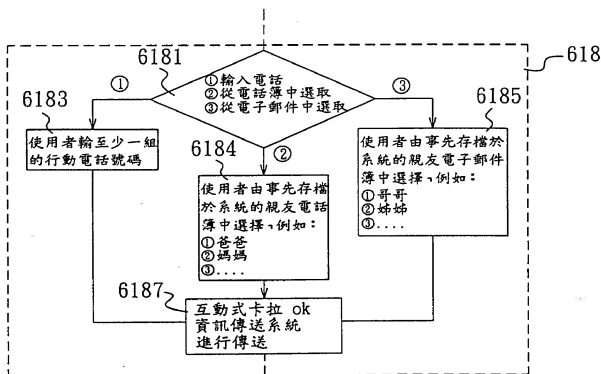 618
6181
①輸入電話
②從電話薄中選取
③從電子郵件中選取
①
③
②
6183
使用者輸至少一組
的行動電話號碼
6184
使用者由事先存檔
於系統的親友電話
薄中選擇，例如：
①爸爸
②媽媽
③....
6185
使用者由事先存檔於
系統的親友電子郵件
薄中選擇，例如：
①哥哥
②姊姊
③....
6187
互動式卡拉 ok
資訊傳送系統
進行傳送